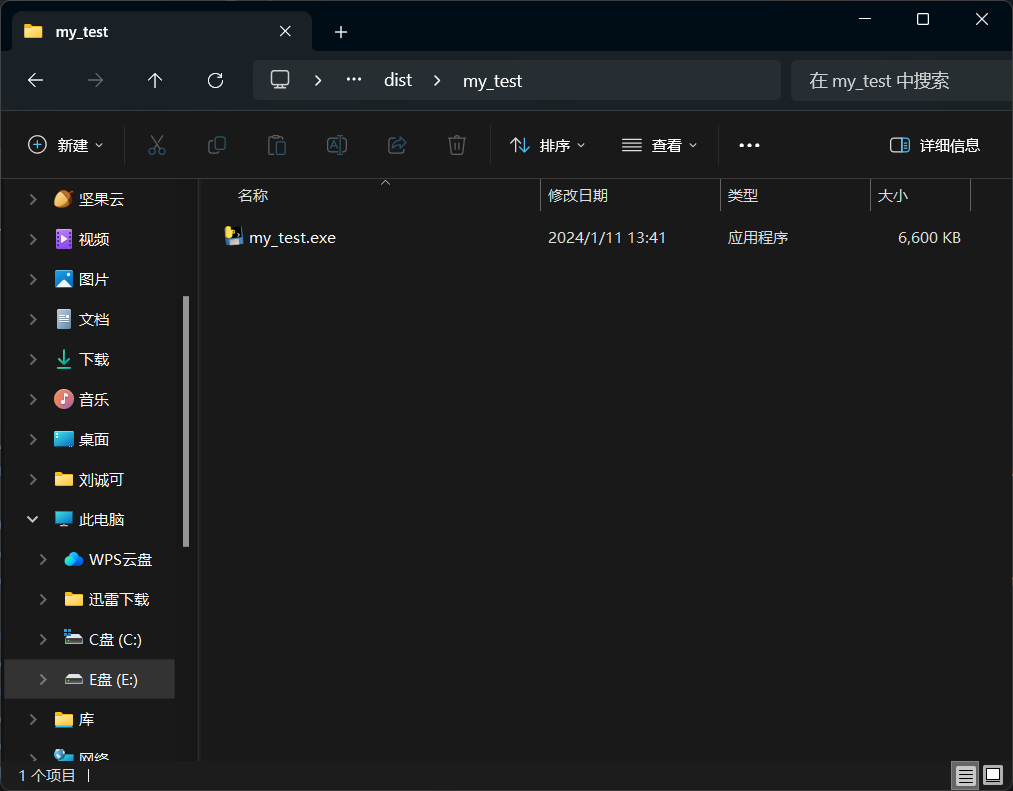 my_test
dist
my_test
在 my_test 中搜索
新建
排序
查看
详细信息
名称
修改日期
类型
大小
my_test.exe
2024/1/11 13:41
应用程序
6,600 KB
坚果云
视频
图片
文档
下载
音乐
桌面
刘诚可
此电脑
WPS云盘
迅雷下载
C盘 (C:)
E盘 (E:)
库
网络
1 个项目